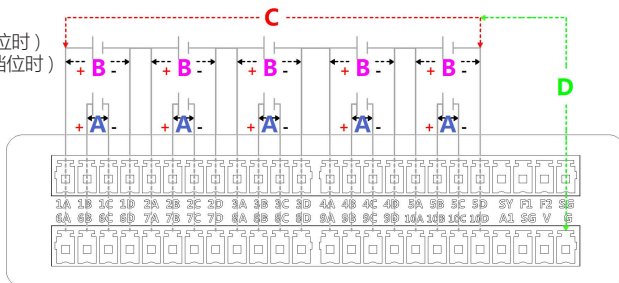 C
位时）
挡位时）
+ B - + B - + B - + B - + B -
D
+ A - + A - + A - + A - + A -
1A 1B 1C 1D 2A 2B 2C 2D 3A 3B 3C 3D 4A 4B 4C 4D 5A 5B 5C 5D SY F1 F2 SG
6A 6B 6C 6D 7A 7B 7C 7D 8A 8B 8C 8D 9A 9B 9C 9D 10A 10B 10C 10D A1 SG V G